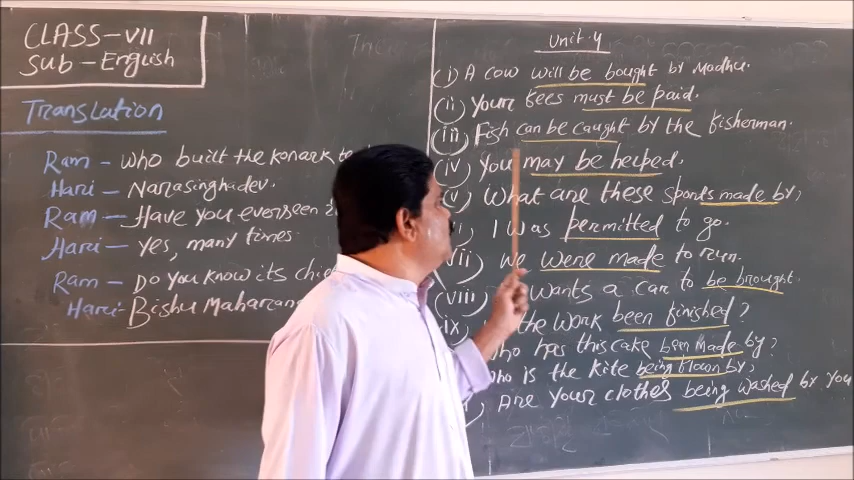 CLASS-VII
Sub - English
Translation
Ram - Who built the Konark
Hari - Narasinghadev.
Ram - Have you ever seen
Hari - Yes, many times.
Ram - Do you know its
Hari - Bishu Maharana
Unit-4
(i) A cow will be bought by Madhu.
(ii) Your fees must be paid.
(iii) Fish can be caught by the fisherman.
(iv) You may be helped.
(v) What are these made by,
I was permitted to go.
(vii) We were made to run.
(viii) wants a car to be brought.
ix the work been finished?
has this cake been made by?
is the kite being flown by?
Are your clothes being washed by you